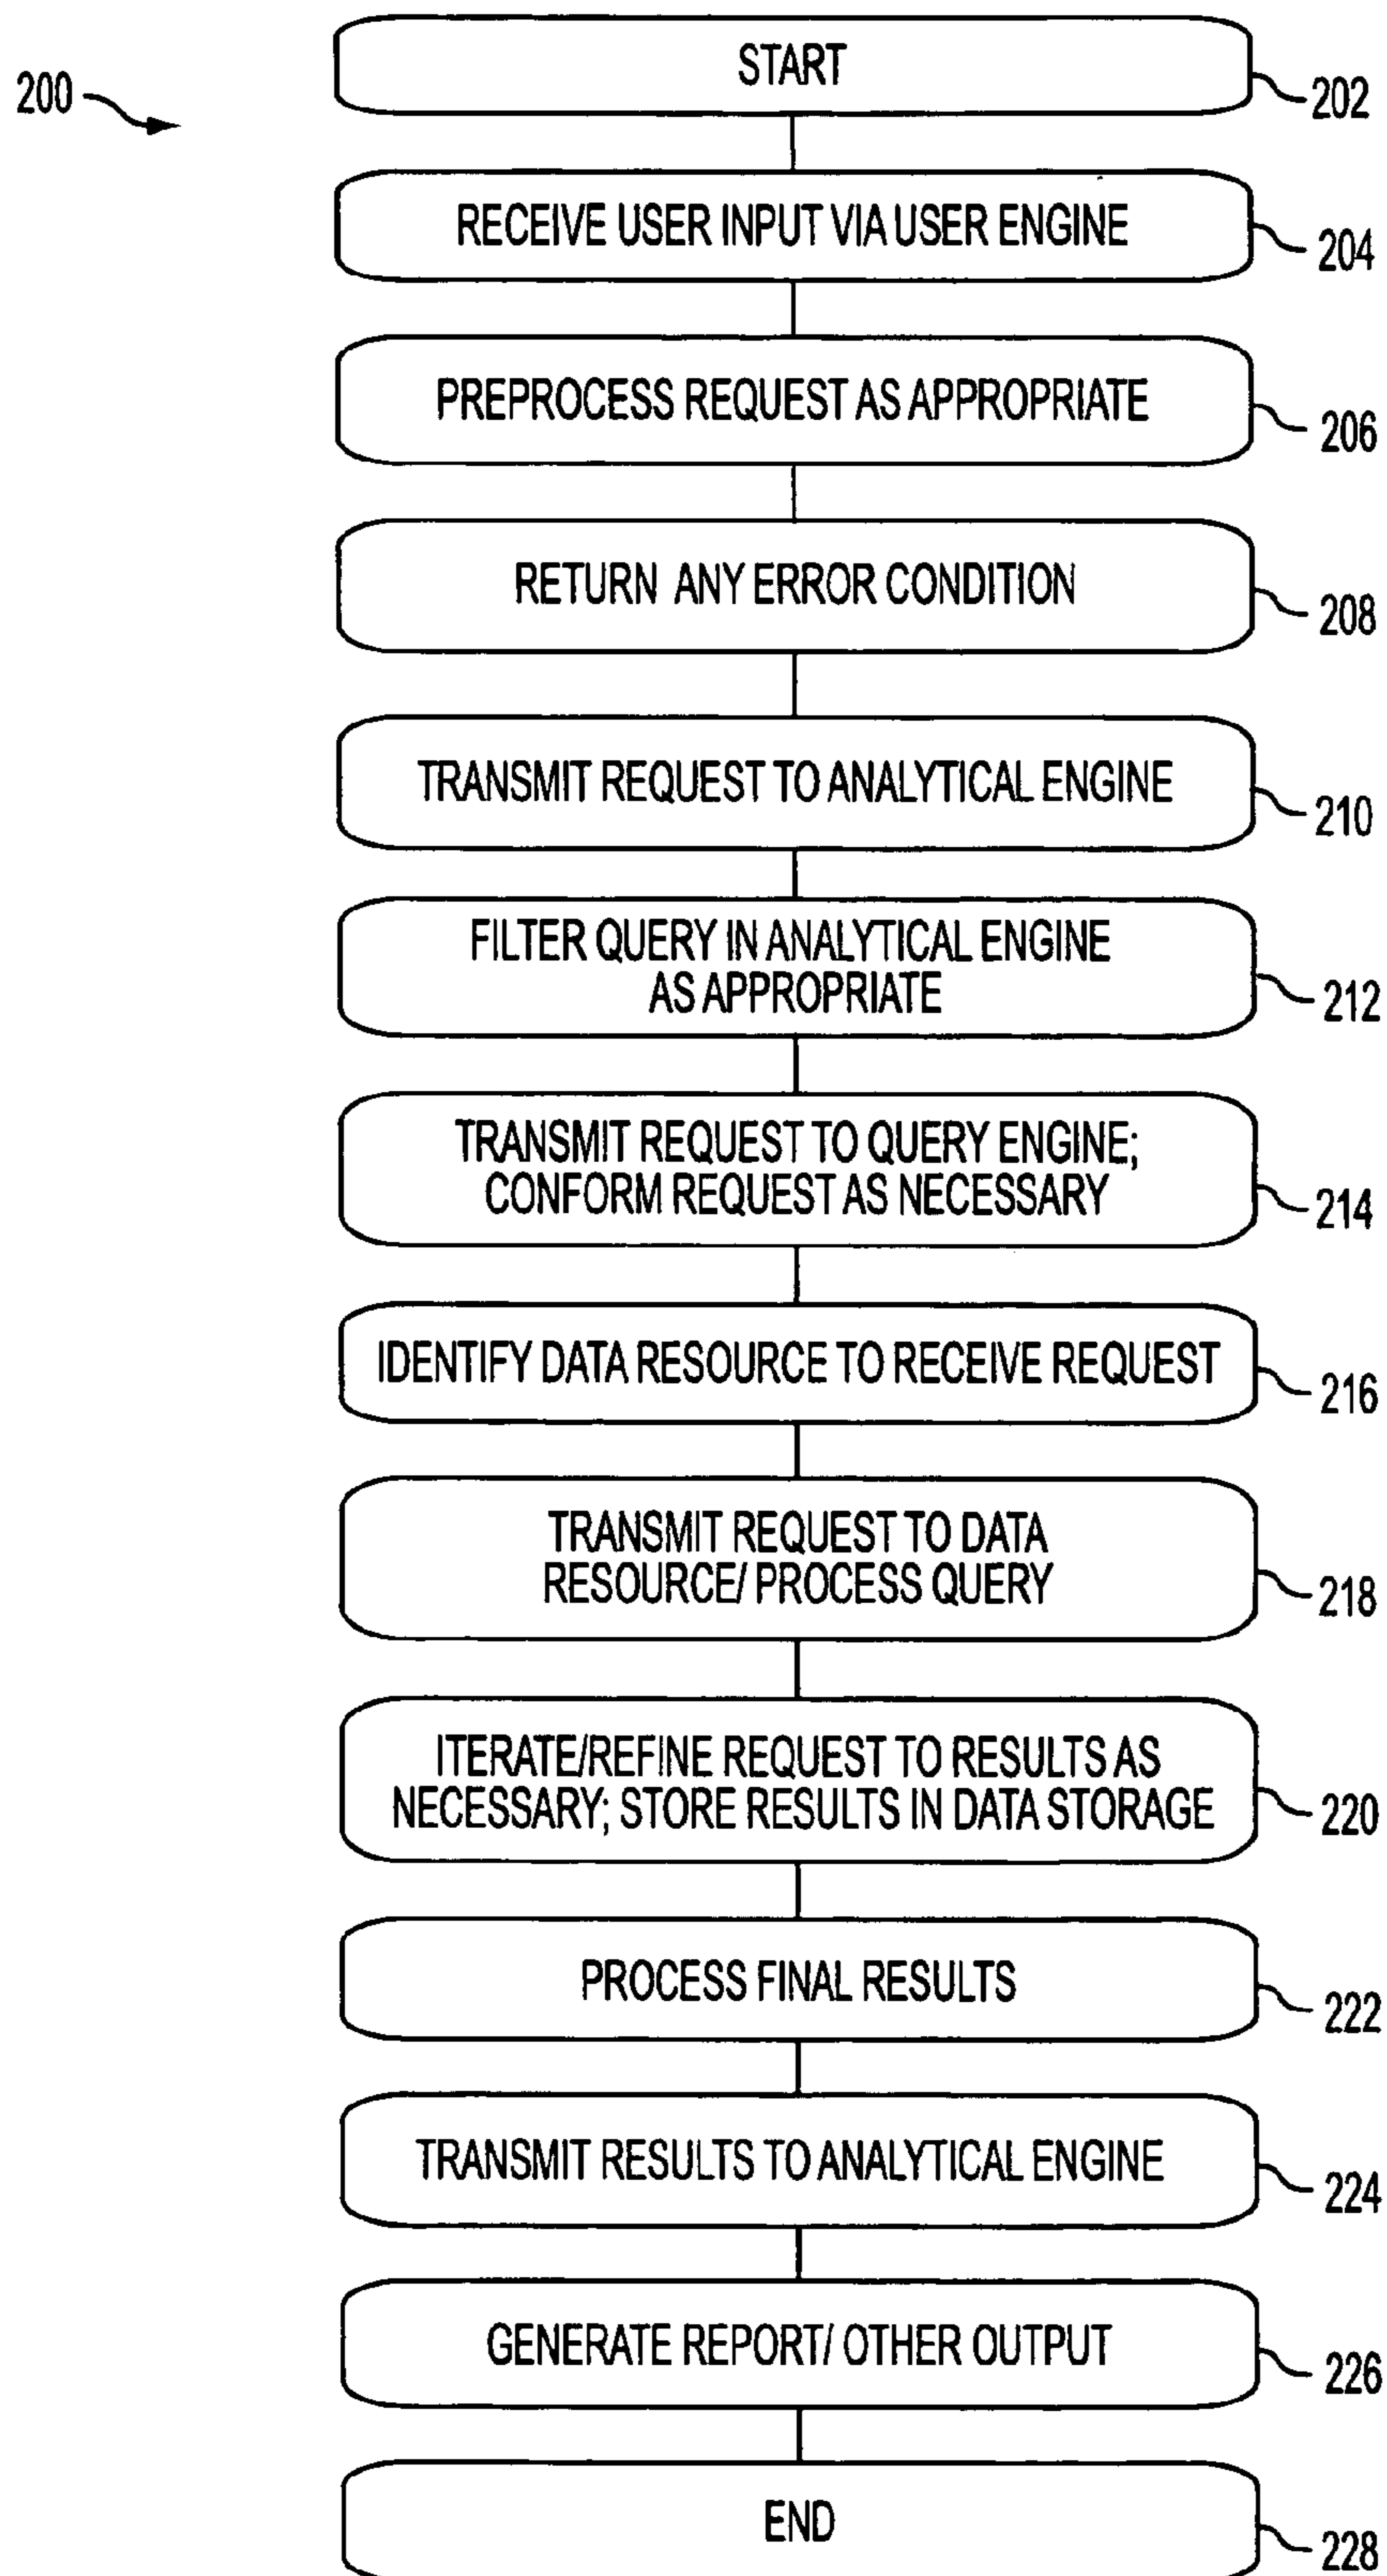 START
200
202
RECEIVE USER INPUT VIA USER ENGINE
204
PREPROCESS REQUEST AS APPROPRIATE
206
RETURN ANY ERROR CONDITION
208
TRANSMIT REQUEST TO ANALYTICAL ENGINE
210
FILTER QUERY IN ANALYTICAL ENGINE
AS APPROPRIATE
212
TRANSMIT REQUEST TO QUERY ENGINE;
CONFORM REQUEST AS NECESSARY
214
IDENTIFY DATA RESOURCE TO RECEIVE REQUEST
216
TRANSMIT REQUEST TO DATA
RESOURCE/ PROCESS QUERY
218
ITERATE/REFINE REQUEST TO RESULTS AS
NECESSARY; STORE RESULTS IN DATA STORAGE
220
PROCESS FINAL RESULTS
222
TRANSMIT RESULTS TO ANALYTICAL ENGINE
224
GENERATE REPORT/ OTHER OUTPUT
226
END
228